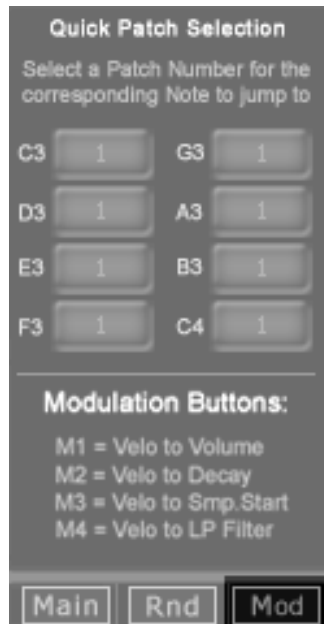 Quick Patch Selection
Select a Patch Number for the
corresponding Note to jump to
C3 1 G3 1
D3 1 A3 1
E3 1 B3 1
F3 1 C4 1
Modulation Buttons:
M1 = Velo to Volume
M2 = Velo to Decay
M3 = Velo to Smp.Start
M4 = Velo to LP Filter
Main Rnd Mod